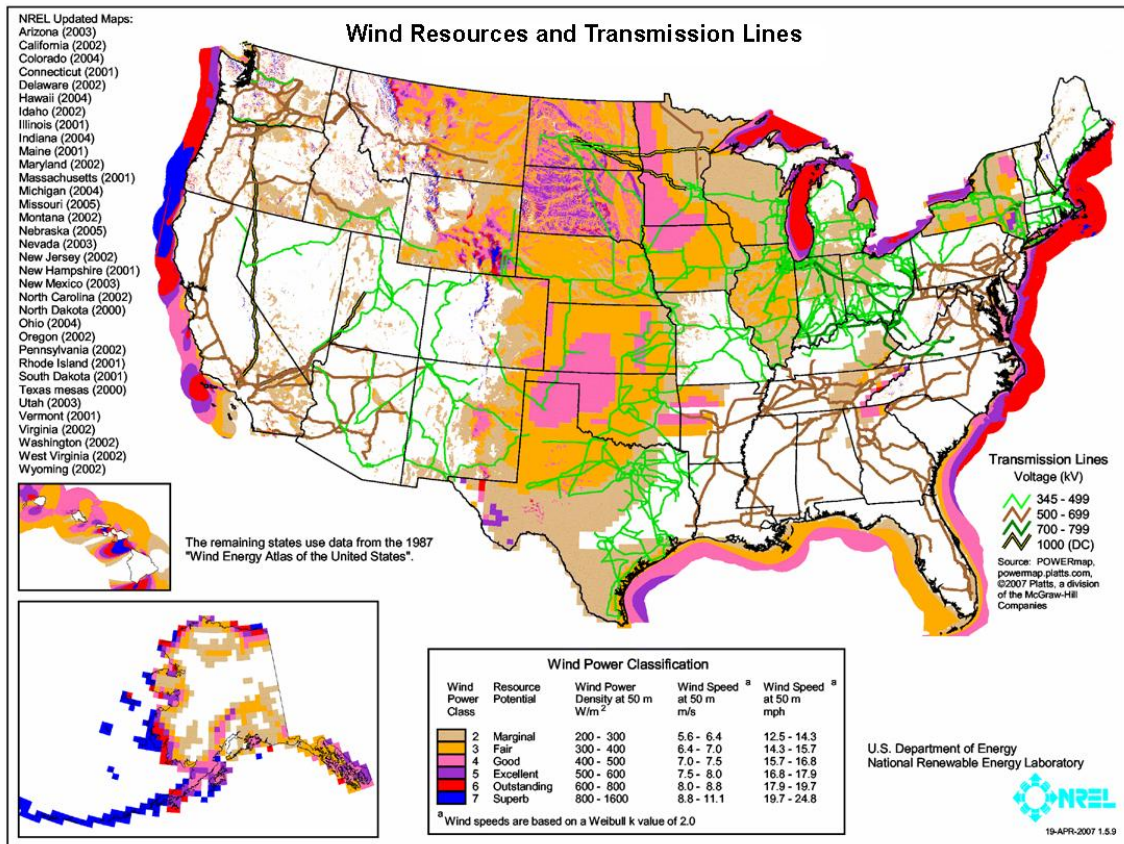 Wind Resources and Transmission Lines
NREL Updated Maps:
Arizona (2003)
California (2002)
Colorado (2004)
Connecticut (2001)
Delaware (2002)
Hawaii (2004)
Idaho (2002)
Illinois (2001)
Indiana (2004)
Maine (2001)
Maryland (2002)
Massachusetts (2001)
Michigan (2004)
Missouri (2005)
Montana (2002)
Nebraska (2005)
Nevada (2003)
New Jersey (2002)
New Hampshire (2001)
New Mexico (2003)
North Carolina (2002)
North Dakota (2000)
Ohio (2004)
Oregon (2002)
Pennsylvania (2002)
Rhode Island (2001)
South Dakota (2001)
Texas mesas (2000)
Utah (2003)
Vermont (2001)
Virginia (2002)
Washington (2002)
West Virginia (2002)
Wyoming (2002)
The remaining states use data from the 1987
"Wind Energy Atlas of the United States".
Transmission Lines
Voltage (kV)
345 - 499
500 - 699
700 - 799
1000 (DC)
Source: POWERmap,
powermap.platts.com,
©2007 Platts, a division
of the McGraw-Hill
Companies
Wind Power Classification
Wind Power Class Resource Potential Wind Power Density at 50 m W/m² Wind Speed a at 50 m m/s Wind Speed a at 50 m mph
2 Marginal 200 - 300 5.6 - 6.4 12.5 - 14.3
3 Fair 300 - 400 6.4 - 7.0 14.3 - 15.7
4 Good 400 - 500 7.0 - 7.5 15.7 - 16.8
5 Excellent 500 - 600 7.5 - 8.0 16.8 - 17.9
6 Outstanding 600 - 800 8.0 - 8.8 17.9 - 19.7
7 Superb 800 - 1600 8.8 - 11.1 19.7 - 24.8
a Wind speeds are based on a Weibull k value of 2.0
U.S. Department of Energy
National Renewable Energy Laboratory
NREL
19-APR-2007 1.5.9